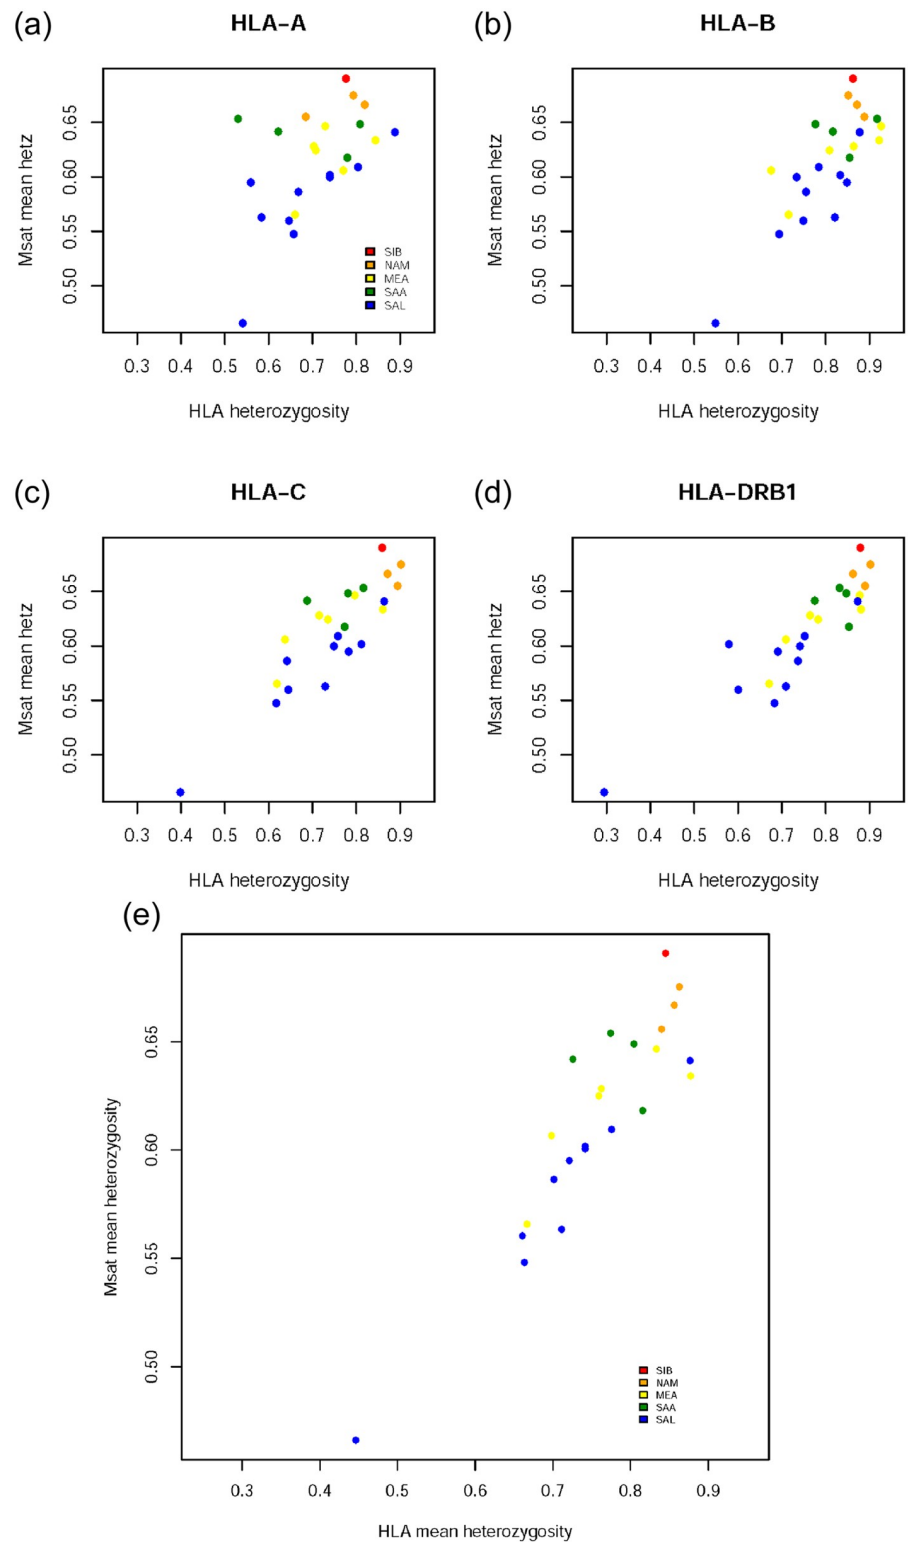 (a)
HLA–A
Msat mean hetz
0.65
0.60
0.55
0.50
SIB
NAM
MEA
SAA
SAL
0.3 0.4 0.5 0.6 0.7 0.8 0.9
HLA heterozygosity
(b)
HLA–B
Msat mean hetz
0.65
0.60
0.55
0.50
0.3 0.4 0.5 0.6 0.7 0.8 0.9
HLA heterozygosity
(c)
HLA–C
Msat mean hetz
0.65
0.60
0.55
0.50
0.3 0.4 0.5 0.6 0.7 0.8 0.9
HLA heterozygosity
(d)
HLA–DRB1
Msat mean hetz
0.65
0.60
0.55
0.50
0.3 0.4 0.5 0.6 0.7 0.8 0.9
HLA heterozygosity
(e)
Msat mean heterozygosity
0.65
0.60
0.55
0.50
SIB
NAM
MEA
SAA
SAL
0.3 0.4 0.5 0.6 0.7 0.8 0.9
HLA mean heterozygosity